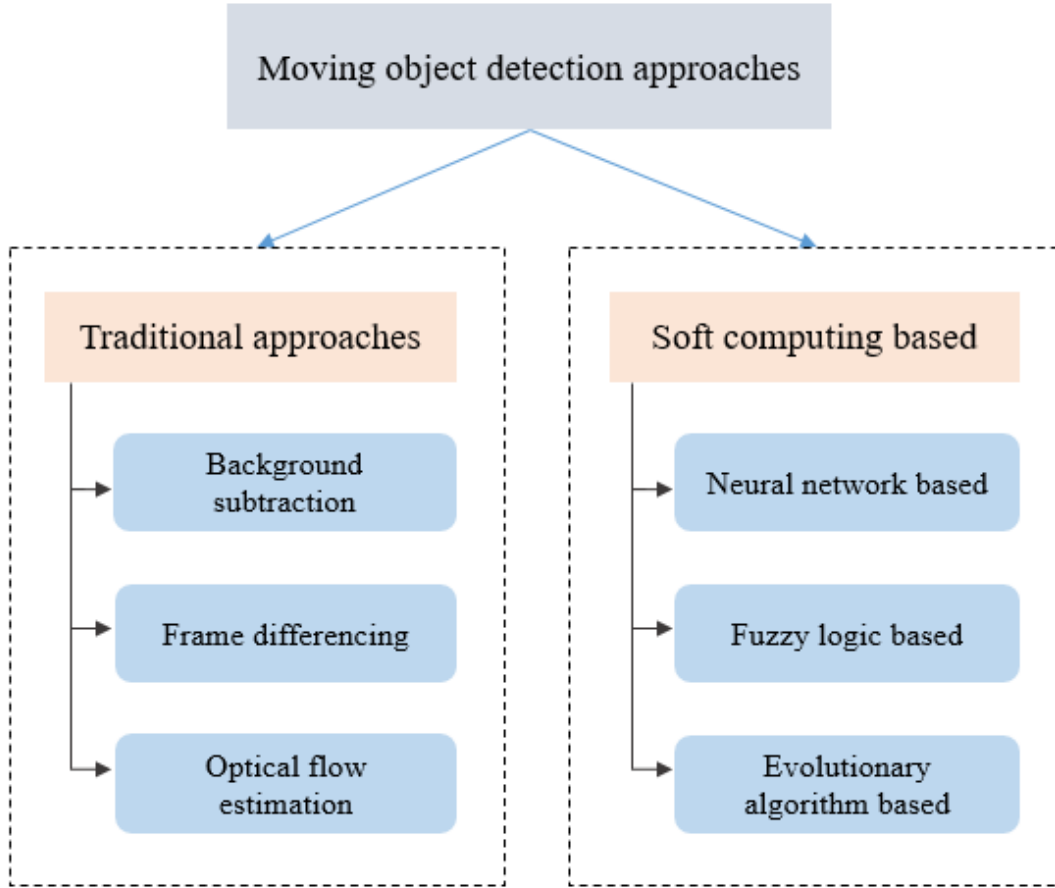 Moving object detection approaches
Traditional approaches
Background
subtraction
Frame differencing
Optical flow
estimation
Soft computing based
Neural network based
Fuzzy logic based
Evolutionary
algorithm based